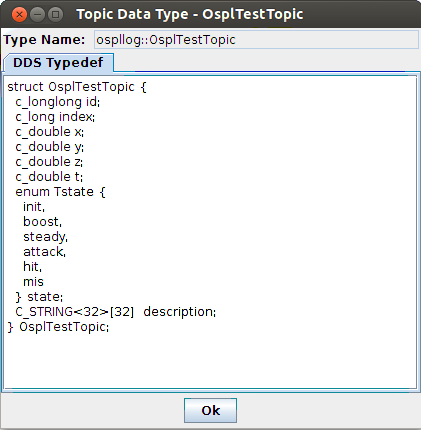 Topic Data Type - OsplTestTopic
Type Name: ospllog::OsplTestTopic
DDS Typedef
struct OsplTestTopic {
  c_longlong id;
  c_long index;
  c_double x;
  c_double y;
  c_double z;
  c_double t;
  enum Tstate {
    init,
    boost,
    steady,
    attack,
    hit,
    mis
  } state;
  C_STRING<32>[32]  description;
} OsplTestTopic;
Ok